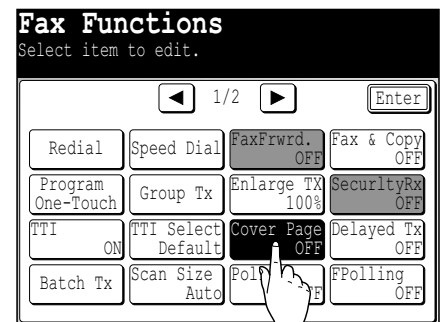 Fax Functions
Select item to edit.
1/2
Enter
Redial
Speed Dial
FaxFrwrd.
OFF
Fax & Copy
OFF
Program
One-Touch
Group Tx
Enlarge TX
100%
SecurltyRx
OFF
TTI
ON
TTI Select
Default
Cover Page
OFF
Delayed Tx
OFF
Batch Tx
Scan Size
Auto
FPolling
OFF